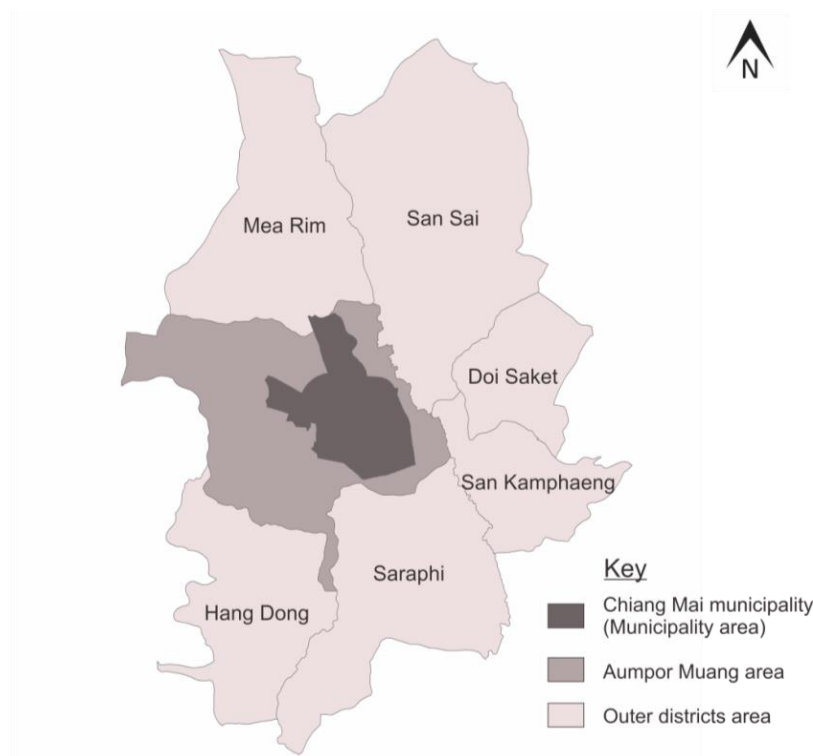 N
San Sai
Mea Rim
Doi Saket
San Kamphaeng
Saraphi
Hang Dong
Key
Chiang Mai municipality
(Municipality area)
Aumpor Muang area
Outer districts area